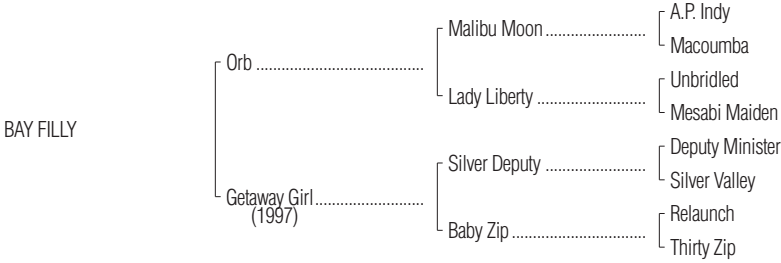 A.P. Indy
Malibu Moon ........................
Macoumba
Orb .......................................
Unbridled
Lady Liberty ..........................
Mesabi Maiden
BAY FILLY
Deputy Minister
Silver Deputy ........................
Silver Valley
Getaway Girl..........................
(1997)
Relaunch
Baby Zip ................................
Thirty Zip